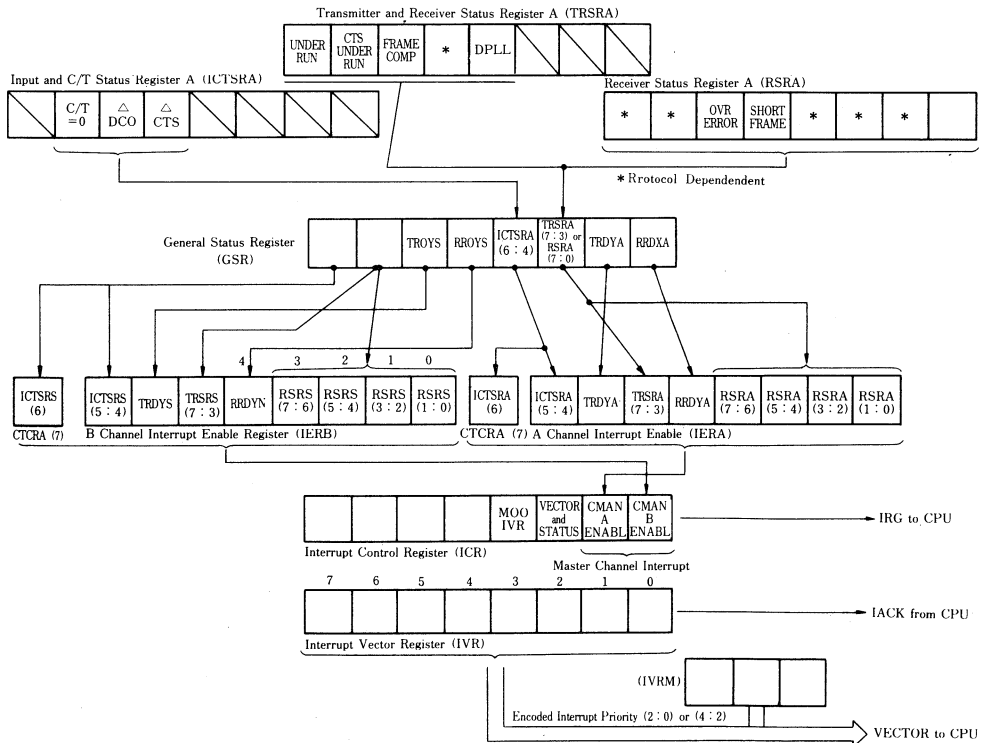 Transmitter and Receiver Status Register A (TRSRA)
UNDER RUN
CTS UNDER RUN
FRAME COMP
*
DPLL
Input and C/T Status Register A (ICTSRA)
C/T =0
△ DCO
△ CTS
Receiver Status Register A (RSRA)
*
*
OVR ERROR
SHORT FRAME
*
*
*
* Rrotocol Dependendent
General Status Register (GSR)
TROYS
RROYS
ICTSRA (6 : 4)
TRSRA (7 : 3) or RSRA (7 : 0)
TRDYA
RRDXA
4 3 2 1 0
ICTSRS (6)
ICTSRS (5 : 4)
TRDYS
TRSRS (7 : 3)
RRDYN
RSRS (7 : 6)
RSRS (5 : 4)
RSRS (3 : 2)
RSRS (1 : 0)
ICTSRA (6)
ICTSRA (5 : 4)
TRDYA
TRSRA (7 : 3)
RRDYA
RSRA (7 : 6)
RSRA (5 : 4)
RSRA (3 : 2)
RSRA (1 : 0)
CTCRA (7)
B Channel Interrupt Enable Register (IERB)
CTCRA (7)
A Channel Interrupt Enable (IERA)
MOO IVR
VECTOR and STATUS
CMAN A ENABL
CMAN B ENABL
IRG to CPU
Interrupt Control Register (ICR)
Master Channel Interrupt
7 6 5 4 3 2 1 0
IACK from CPU
Interrupt Vector Register (IVR)
(IVRM)
Encoded Interrupt Priority (2 : 0) or (4 : 2)
VECTOR to CPU